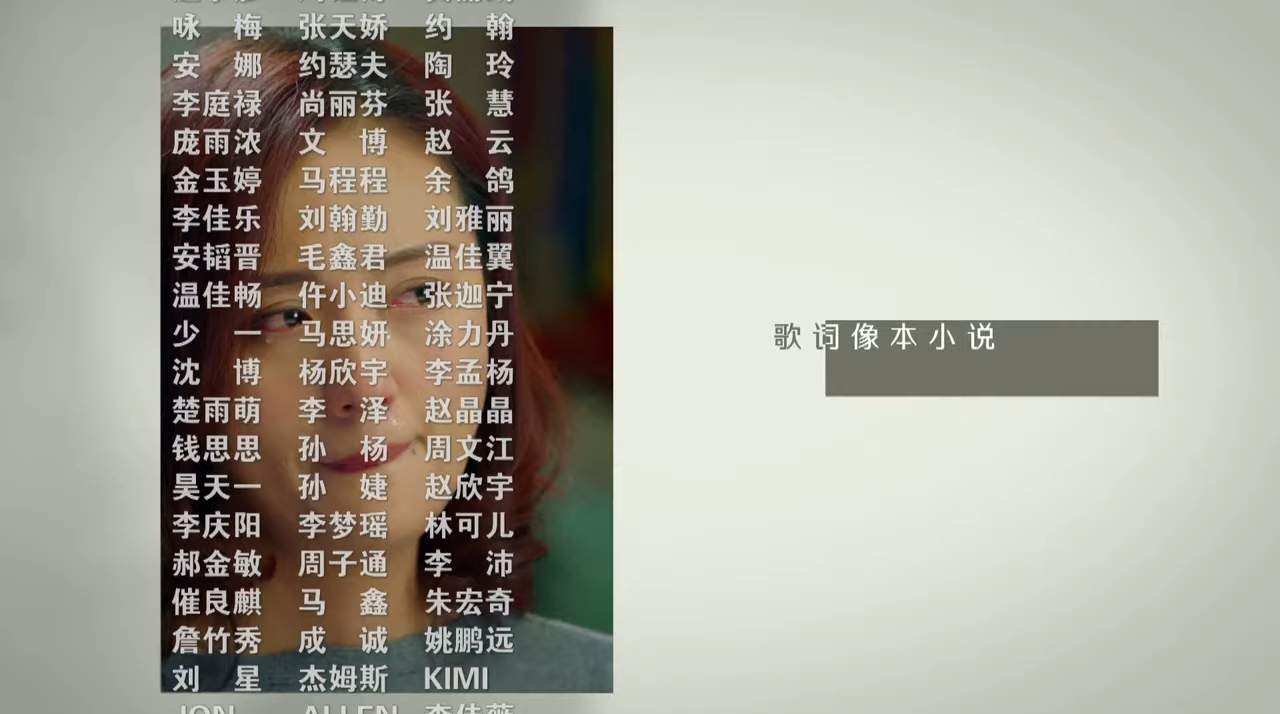 咏 梅 张天娇 约 翰
安 娜 约瑟夫 陶 玲
李庭禄 尚丽芬 张 慧
庞雨浓 文 博 赵 云
金玉婷 马程程 余 鸽
李佳乐 刘翰勤 刘雅丽
安韬晋 毛鑫君 温佳翼
温佳畅 仵小迪 张迦宁
少 一 马思妍 涂力丹
沈 博 杨欣宇 李孟杨
楚雨萌 李 泽 赵晶晶
钱思思 孙 杨 周文江
昊天一 孙 婕 赵欣宇
李庆阳 李梦瑶 林可儿
郝金敏 周子通 李 沛
催良麒 马 鑫 朱宏奇
詹竹秀 成 诚 姚鹏远
刘 星 杰姆斯 KIMI
JON ALLEN 李佳薇
歌词像本小说